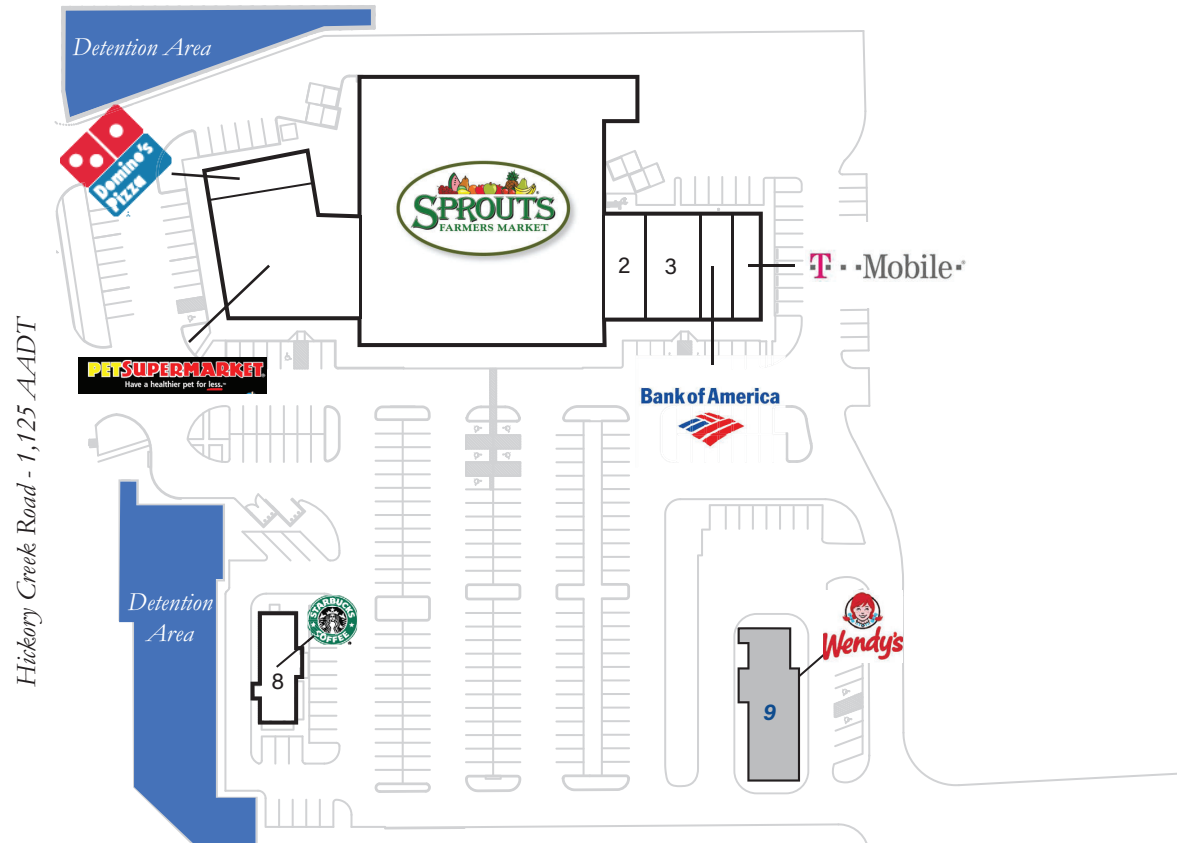 Detention Area
Domino's
Pizza
SPROUTS
FARMERS MARKET
2
3
T··Mobile·
PETSUPERMARKET
Have a healthier pet for less.
Bank of America
Hickory Creek Road - 1,125 AADT
Detention
Area
STARBUCKS
COFFEE
8
Wendy's
9